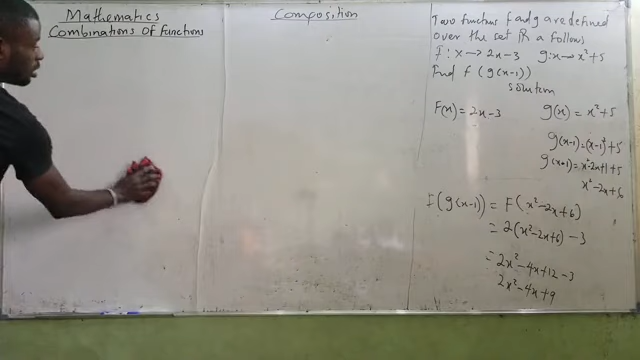 Mathematics
Combinations Of Functions
Composition
Two functions f and g are defined
over the set R a follows
F: x → 2x-3 g: x → x²+5
Find f (g(x-1))
solution
F(x) = 2x-3 g(x) = x²+5
g(x-1) = (x-1)²+5
g(x-1) = x²-2x+1+5
x²-2x+6
F(g(x-1)) = F(x²-2x+6)
= 2(x²-2x+6) -3
= 2x²-4x+12-3
2x²-4x+9